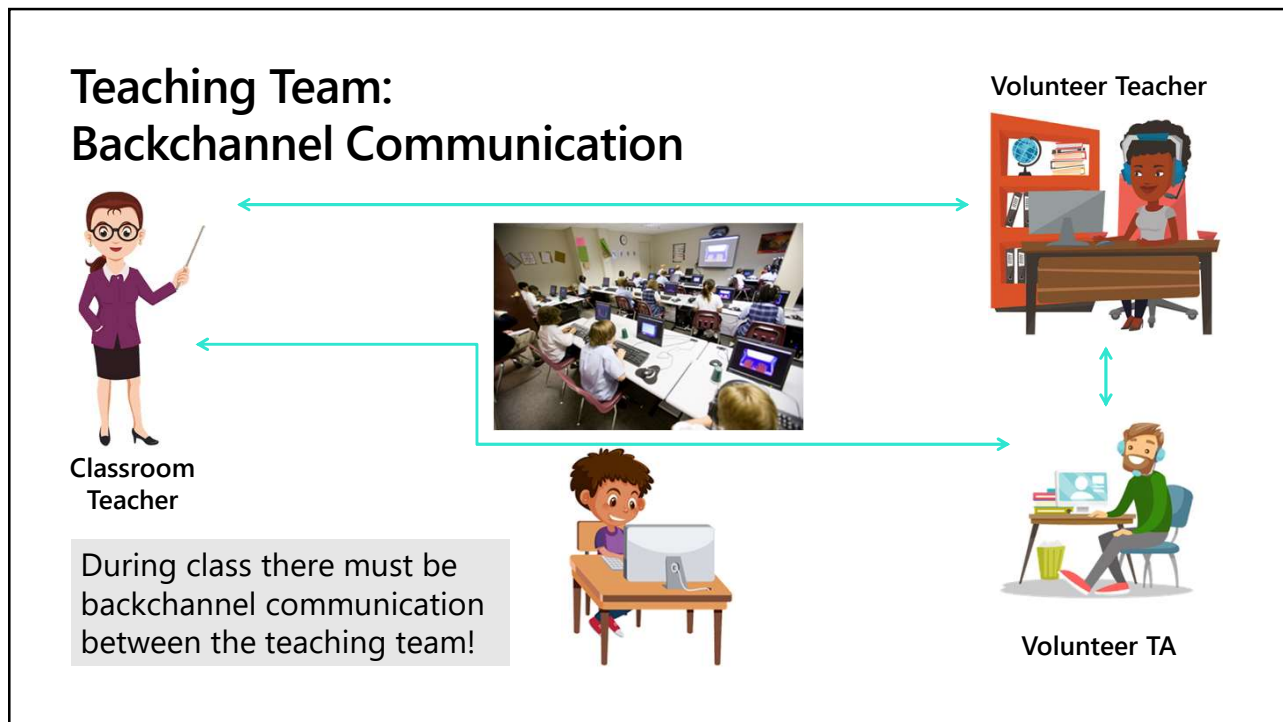 Teaching Team:
Backchannel Communication
Volunteer Teacher
Classroom
Teacher
During class there must be
backchannel communication
between the teaching team!
Volunteer TA